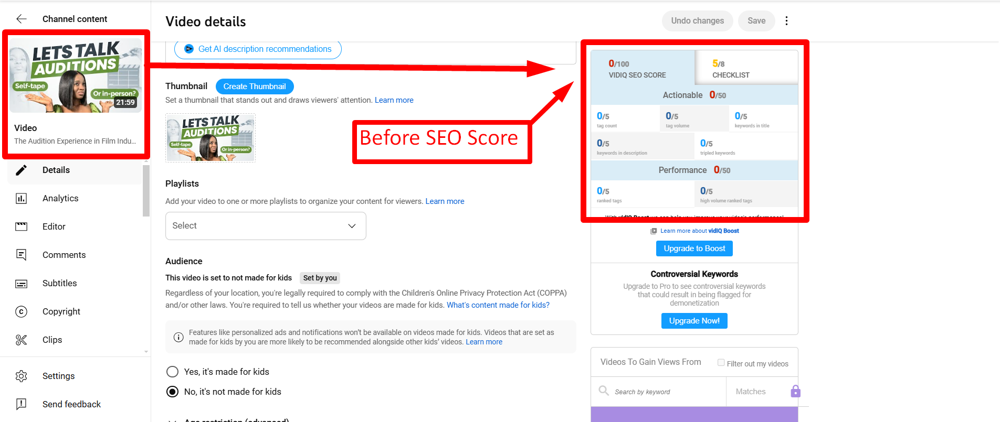 Channel content
LETS TALK
AUDITIONS
Self-tape
Or in-person?
21:59
Video
The Audition Experience in Film Indu...
Details
Analytics
Editor
Comments
Subtitles
Copyright
Clips
Settings
Send feedback
Video details
Undo changes
Save
Get AI description recommendations
Thumbnail
Create Thumbnail
Set a thumbnail that stands out and draws viewers' attention. Learn more
LETS TALK
AUDITIONS
Self-tape
Or in-person?
Before SEO Score
Playlists
Add your video to one or more playlists to organize your content for viewers. Learn more
Select
Audience
This video is set to not made for kids Set by you
Regardless of your location, you're legally required to comply with the Children's Online Privacy Protection Act (COPPA)
and/or other laws. You're required to tell us whether your videos are made for kids. What's content made for kids?
Features like personalized ads and notifications won't be available on videos made for kids. Videos that are set as
made for kids by you are more likely to be recommended alongside other kids' videos. Learn more
Yes, it's made for kids
No, it's not made for kids
Age restriction (advanced)
0/100
VIDIQ SEO SCORE
5/8
CHECKLIST
Actionable 0/50
0/5
tag count
0/5
tag volume
0/5
keywords in title
0/5
keywords in description
0/5
tripled keywords
Performance 0/50
0/5
ranked tags
0/5
high volume ranked tags
With vidIQ Boost we can help you improve your video's performance!
Learn more about vidIQ Boost
Upgrade to Boost
Controversial Keywords
Upgrade to Pro to see controversial keywords
that could result in being flagged for
demonetization
Upgrade Now!
Videos To Gain Views From
Filter out my videos
Search by keyword
Matches